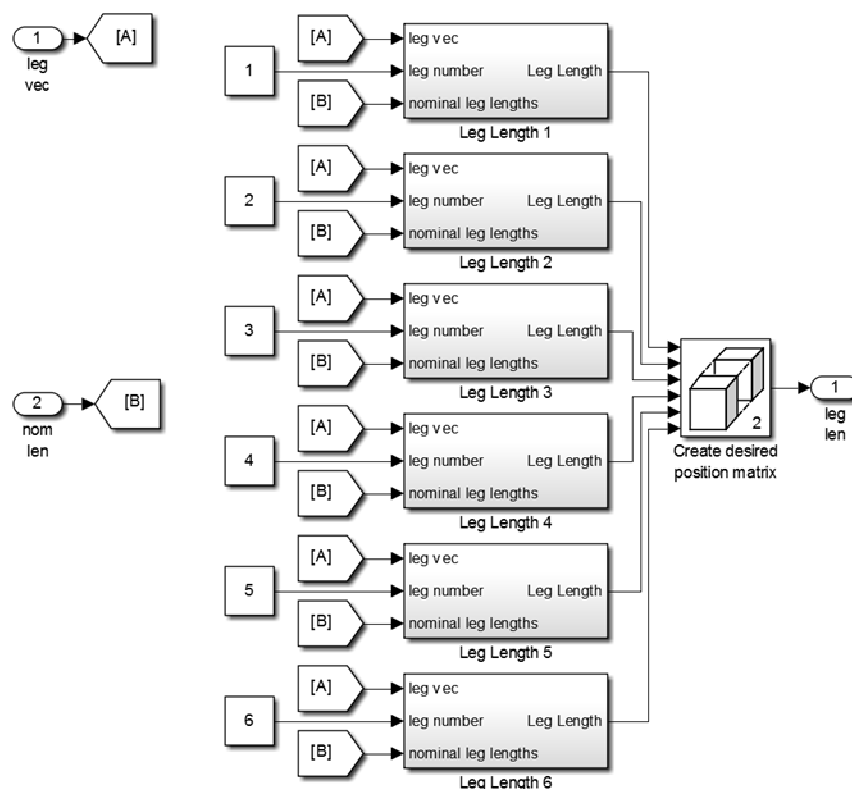 1
[A]
leg
vec
[A]
leg vec
1
leg number
Leg Length
[B]
nominal leg lengths
Leg Length 1
[A]
leg vec
2
leg number
Leg Length
[B]
nominal leg lengths
Leg Length 2
[A]
leg vec
3
leg number
Leg Length
[B]
nominal leg lengths
Leg Length 3
2
[B]
nom
len
[A]
leg vec
4
leg number
Leg Length
[B]
nominal leg lengths
Leg Length 4
[A]
leg vec
5
leg number
Leg Length
[B]
nominal leg lengths
Leg Length 5
[A]
leg vec
6
leg number
Leg Length
[B]
nominal leg lengths
Leg Length 6
2
Create desired
position matrix
1
leg
len